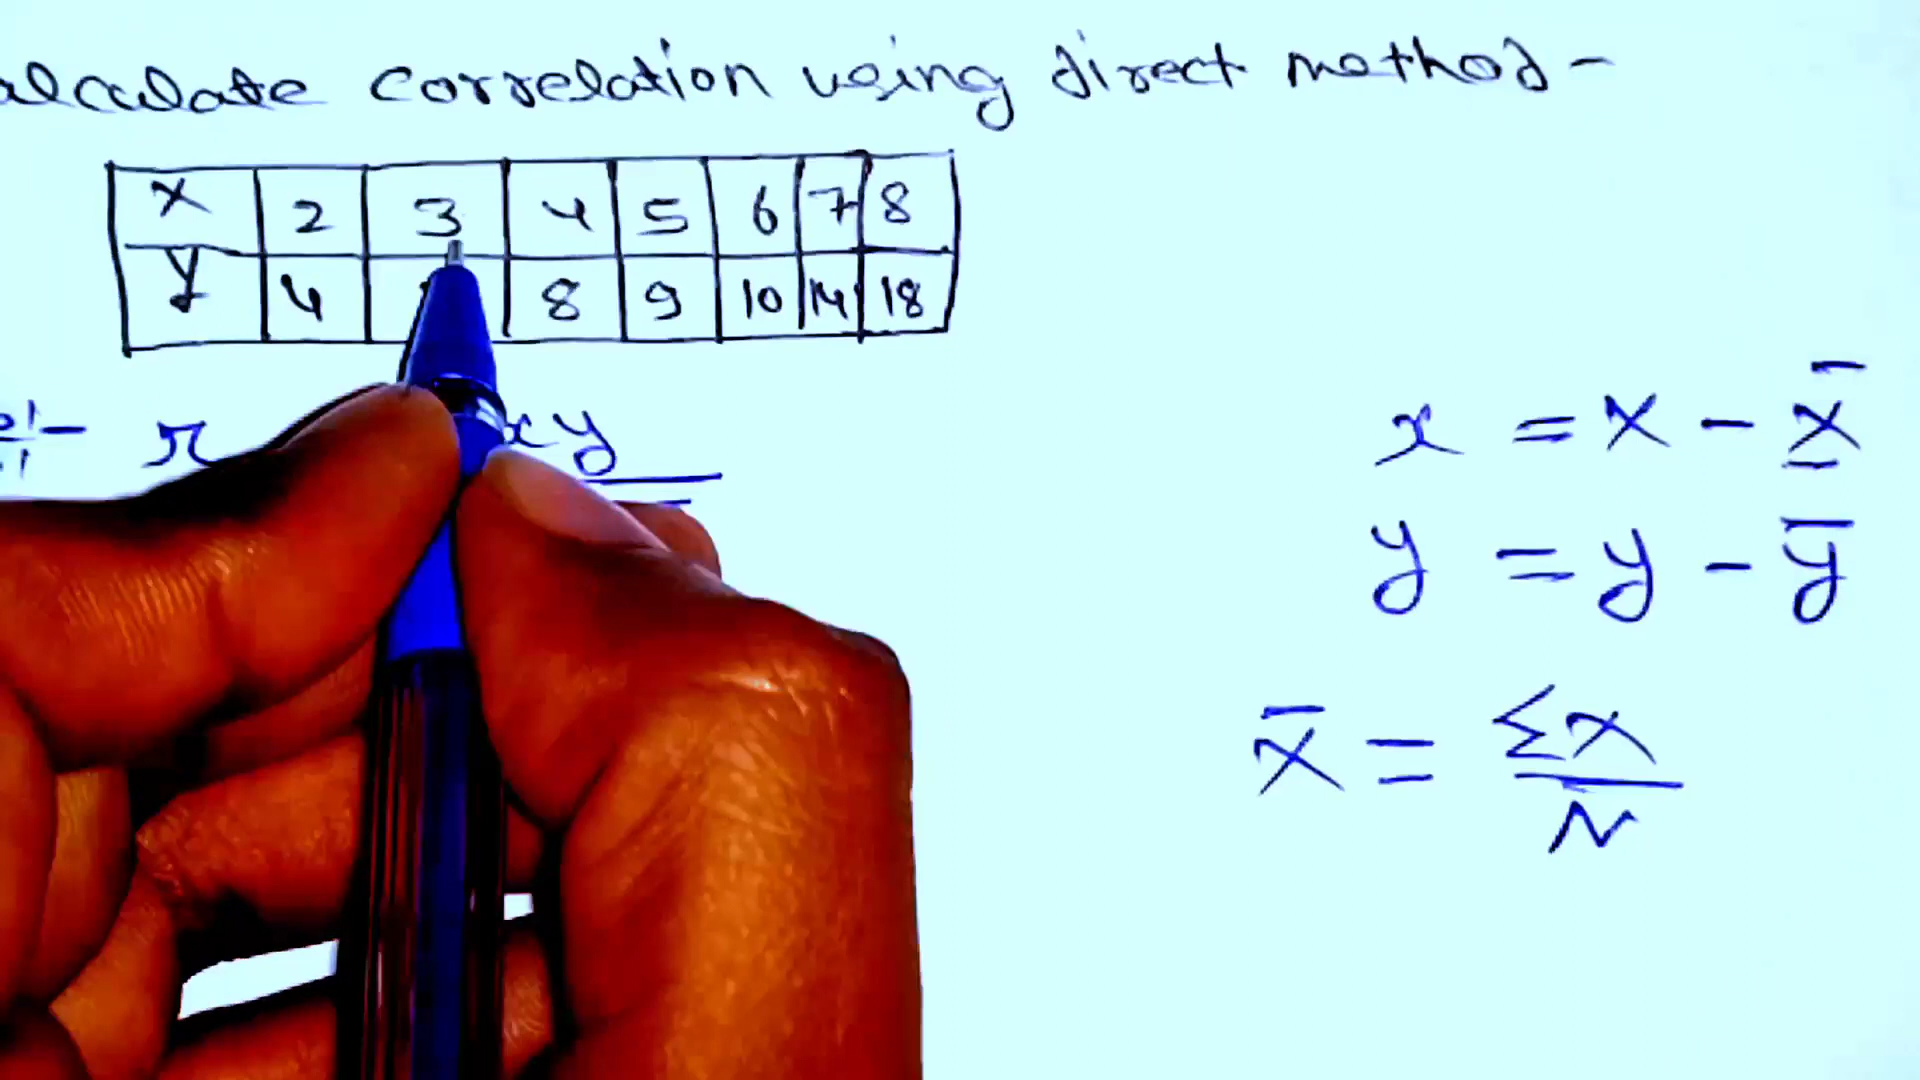 alculate correlation using direct method -
X 2 3 4 5 6 7 8
y 4 8 9 10 14 18
r xy
x = X - X̄
y = y - ȳ
X̄ = ΣX / N